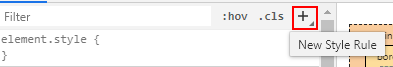 Filter :hov .cls +
element.style {
}
New Style Rule